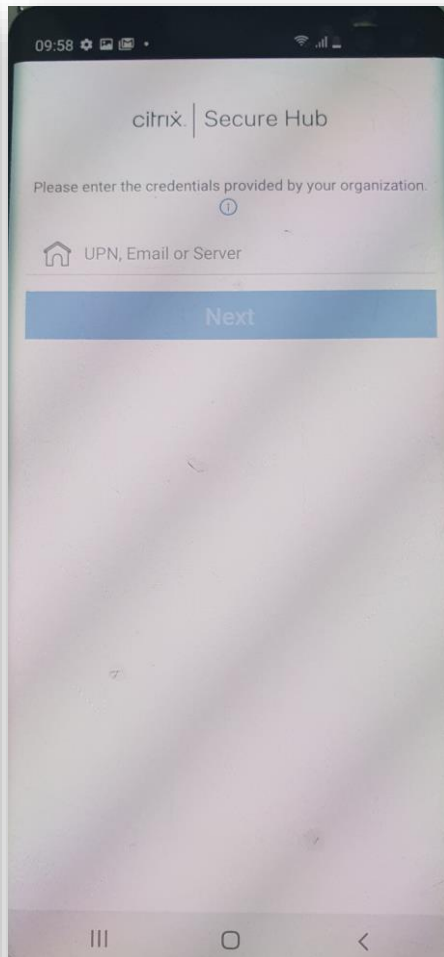 09:58
citrix. | Secure Hub
Please enter the credentials provided by your organization.
UPN, Email or Server
Next